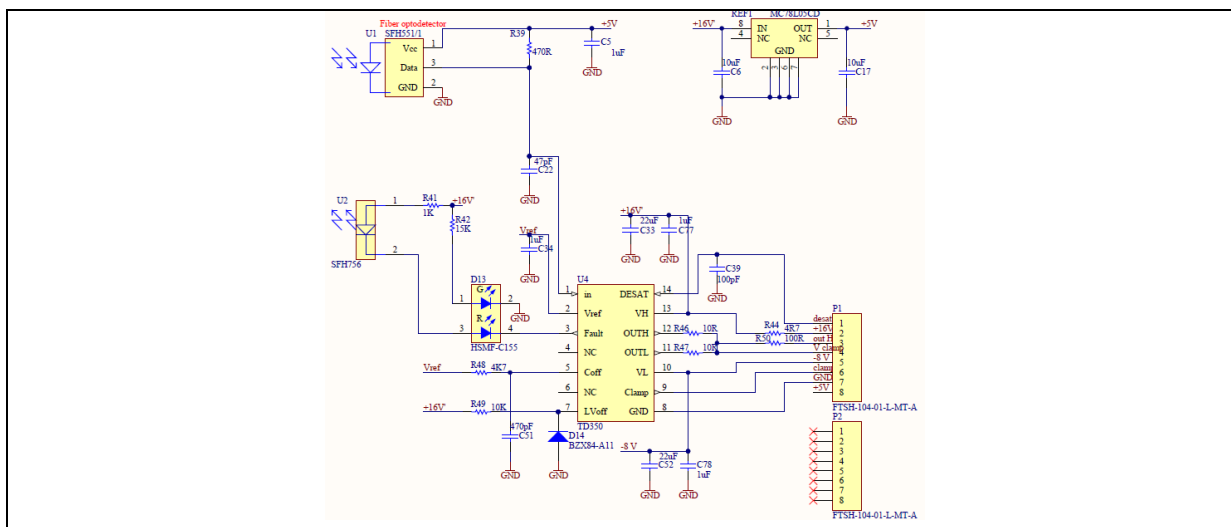 Fiber optodetector
U1 SFH551/1
Vcc 1
Data 3
GND 2
GND
R39
470R
+5V
C5
1uF
GND
REF1 MC78L05CD
+16V' 8 IN OUT 1 +5V
4 NC NC 5
GND
2 3 6 7
10uF
C6
GND
GND
10uF
C17
GND
47pF
C22
GND
U2
1
2
SFH756
R41
1K
+16V'
R42
15K
Vref
1uF
C34
GND
+16V'
22uF
C33
GND
1uF
C77
GND
C39
100pF
GND
D13
1 G 2
GND
3 R 4
HSMF-C155
U4
1 in DESAT 14
2 Vref VH 13
3 Fault OUTH 12
4 NC OUTL 11
5 Coff VL 10
6 NC Clamp 9
7 LVoff GND 8
TD350
R46 10R
R47 10R
R44 4R7
R50 100R
P1
desat 1
+16V 2
out H 3
V clamp 4
-8 V 5
clamp 6
GND 7
+5V 8
FTSH-104-01-L-MT-A
Vref R48 4K7
+16V' R49 10K
470pF
C51
GND
D14
BZX84-A11
GND
-8 V
22uF
C52
GND
C78
1uF
GND
P2
1
2
3
4
5
6
7
8
FTSH-104-01-L-MT-A